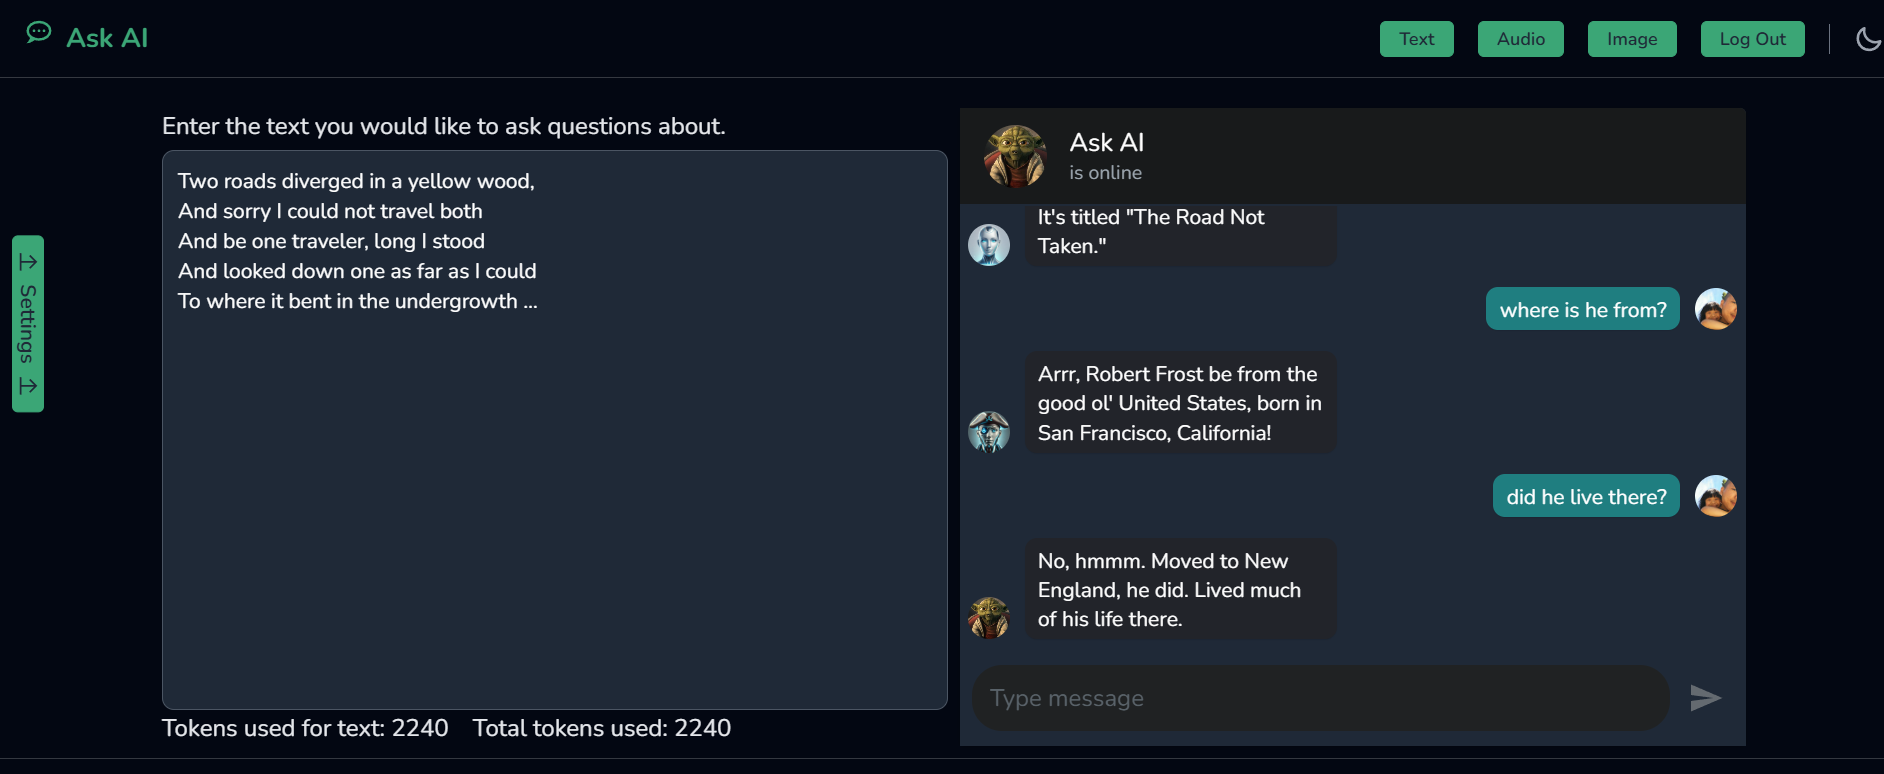 Ask AI
Text
Audio
Image
Log Out
Settings
Enter the text you would like to ask questions about.
Two roads diverged in a yellow wood,
And sorry I could not travel both
And be one traveler, long I stood
And looked down one as far as I could
To where it bent in the undergrowth ...
Tokens used for text: 2240
Total tokens used: 2240
Ask AI
is online
It's titled "The Road Not
Taken."
where is he from?
Arrr, Robert Frost be from the
good ol' United States, born in
San Francisco, California!
did he live there?
No, hmmm. Moved to New
England, he did. Lived much
of his life there.
Type message